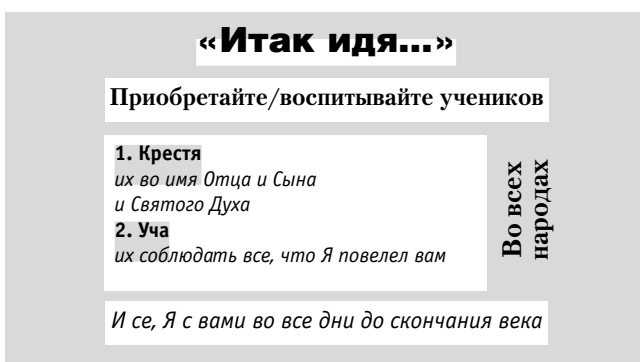 «Итак идя...»
Приобретайте/воспитывайте учеников
1. Крестя
их во имя Отца и Сына
и Святого Духа
2. Уча
их соблюдать все, что Я повелел вам
Во всех
народах
И се, Я с вами во все дни до скончания века